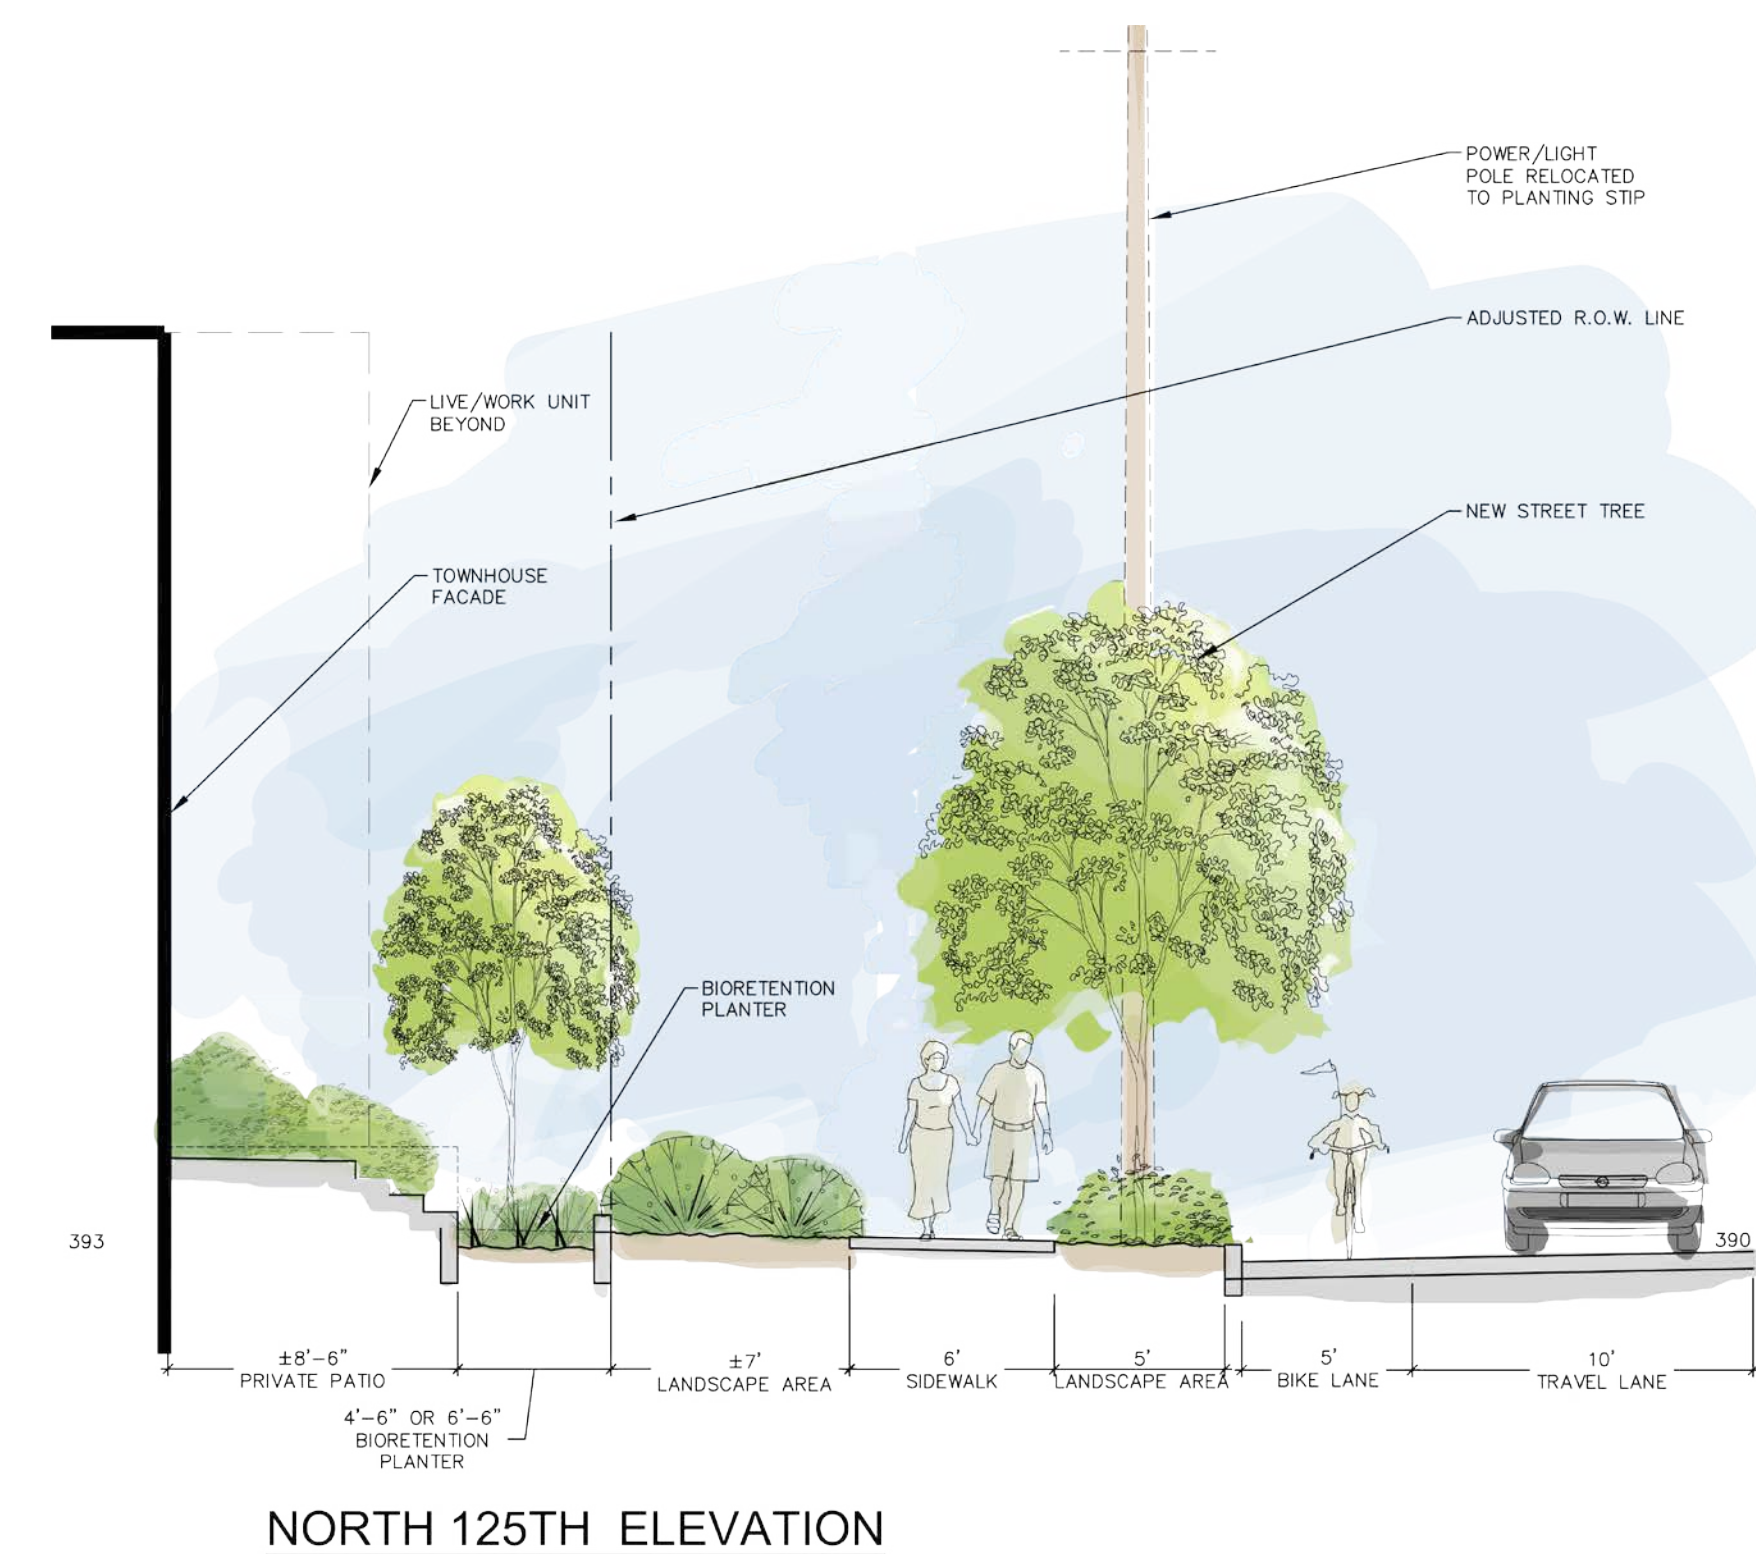 POWER/LIGHT
POLE RELOCATED
TO PLANTING STIP
ADJUSTED R.O.W. LINE
LIVE/WORK UNIT
BEYOND
NEW STREET TREE
TOWNHOUSE
FACADE
BIORETENTION
PLANTER
393
390
±8'-6"
PRIVATE PATIO
±7'
LANDSCAPE AREA
6'
SIDEWALK
5'
LANDSCAPE AREA
5'
BIKE LANE
10'
TRAVEL LANE
4'-6" OR 6'-6"
BIORETENTION
PLANTER
NORTH 125TH ELEVATION